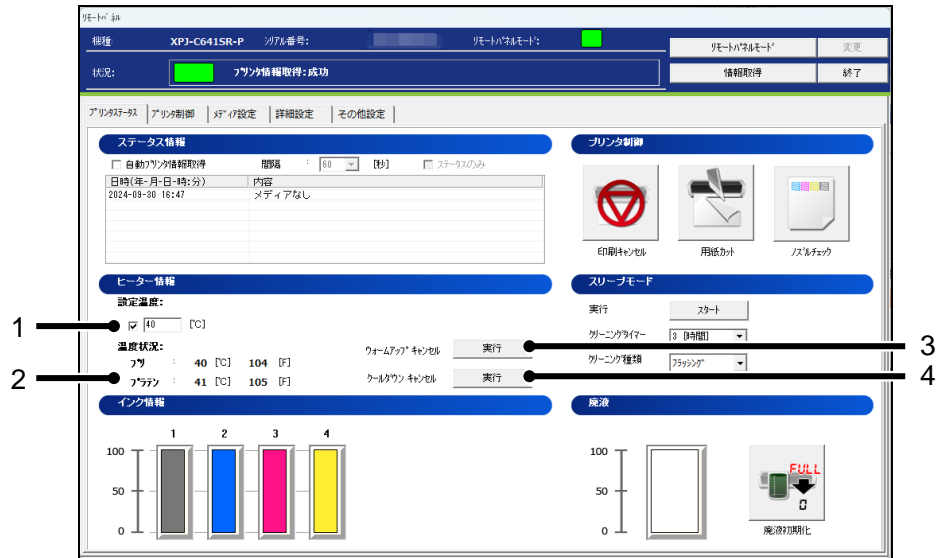 ﾘﾓｰﾄﾊﾟﾈﾙ
機種: XPJ-C641SR-P ｼﾘｱﾙ番号: ﾘﾓｰﾄﾊﾟﾈﾙﾓｰﾄﾞ: ﾘﾓｰﾄﾊﾟﾈﾙﾓｰﾄﾞ 変更
状況: ﾌﾟﾘﾝﾀ情報取得:成功 情報取得 終了
ﾌﾟﾘﾝﾀｽﾃｰﾀｽ ﾌﾟﾘﾝﾀ制御 ﾒﾃﾞｨｱ設定 詳細設定 その他設定
ステータス情報
自動ﾌﾟﾘﾝﾀ情報取得 間隔 : 60 [秒] ｽﾃｰﾀｽのみ
日時(年-月-日-時:分) 内容
2024-09-30 16:47 メディアなし
プリンタ制御
印刷ｷｬﾝｾﾙ 用紙ｶｯﾄ ﾉｽﾞﾙﾁｪｯｸ
ヒーター情報
設定温度:
1 40 [℃]
温度状況:
ﾌﾟﾘ : 40 [℃] 104 [F]
2 ﾌﾟﾗﾃﾝ : 41 [℃] 105 [F]
ｳｫｰﾑｱｯﾌﾟ ｷｬﾝｾﾙ 実行 3
ｸｰﾙﾀﾞｳﾝ ｷｬﾝｾﾙ 実行 4
スリープモード
実行 ｽﾀｰﾄ
ｸﾘｰﾆﾝｸﾞﾀｲﾏｰ 3 [時間]
ｸﾘｰﾆﾝｸﾞ種類 ﾌﾗｯｼﾝｸﾞ
インク情報
1 2 3 4
100
50
0
廃液
100
50
0
FULL
0
廃液初期化